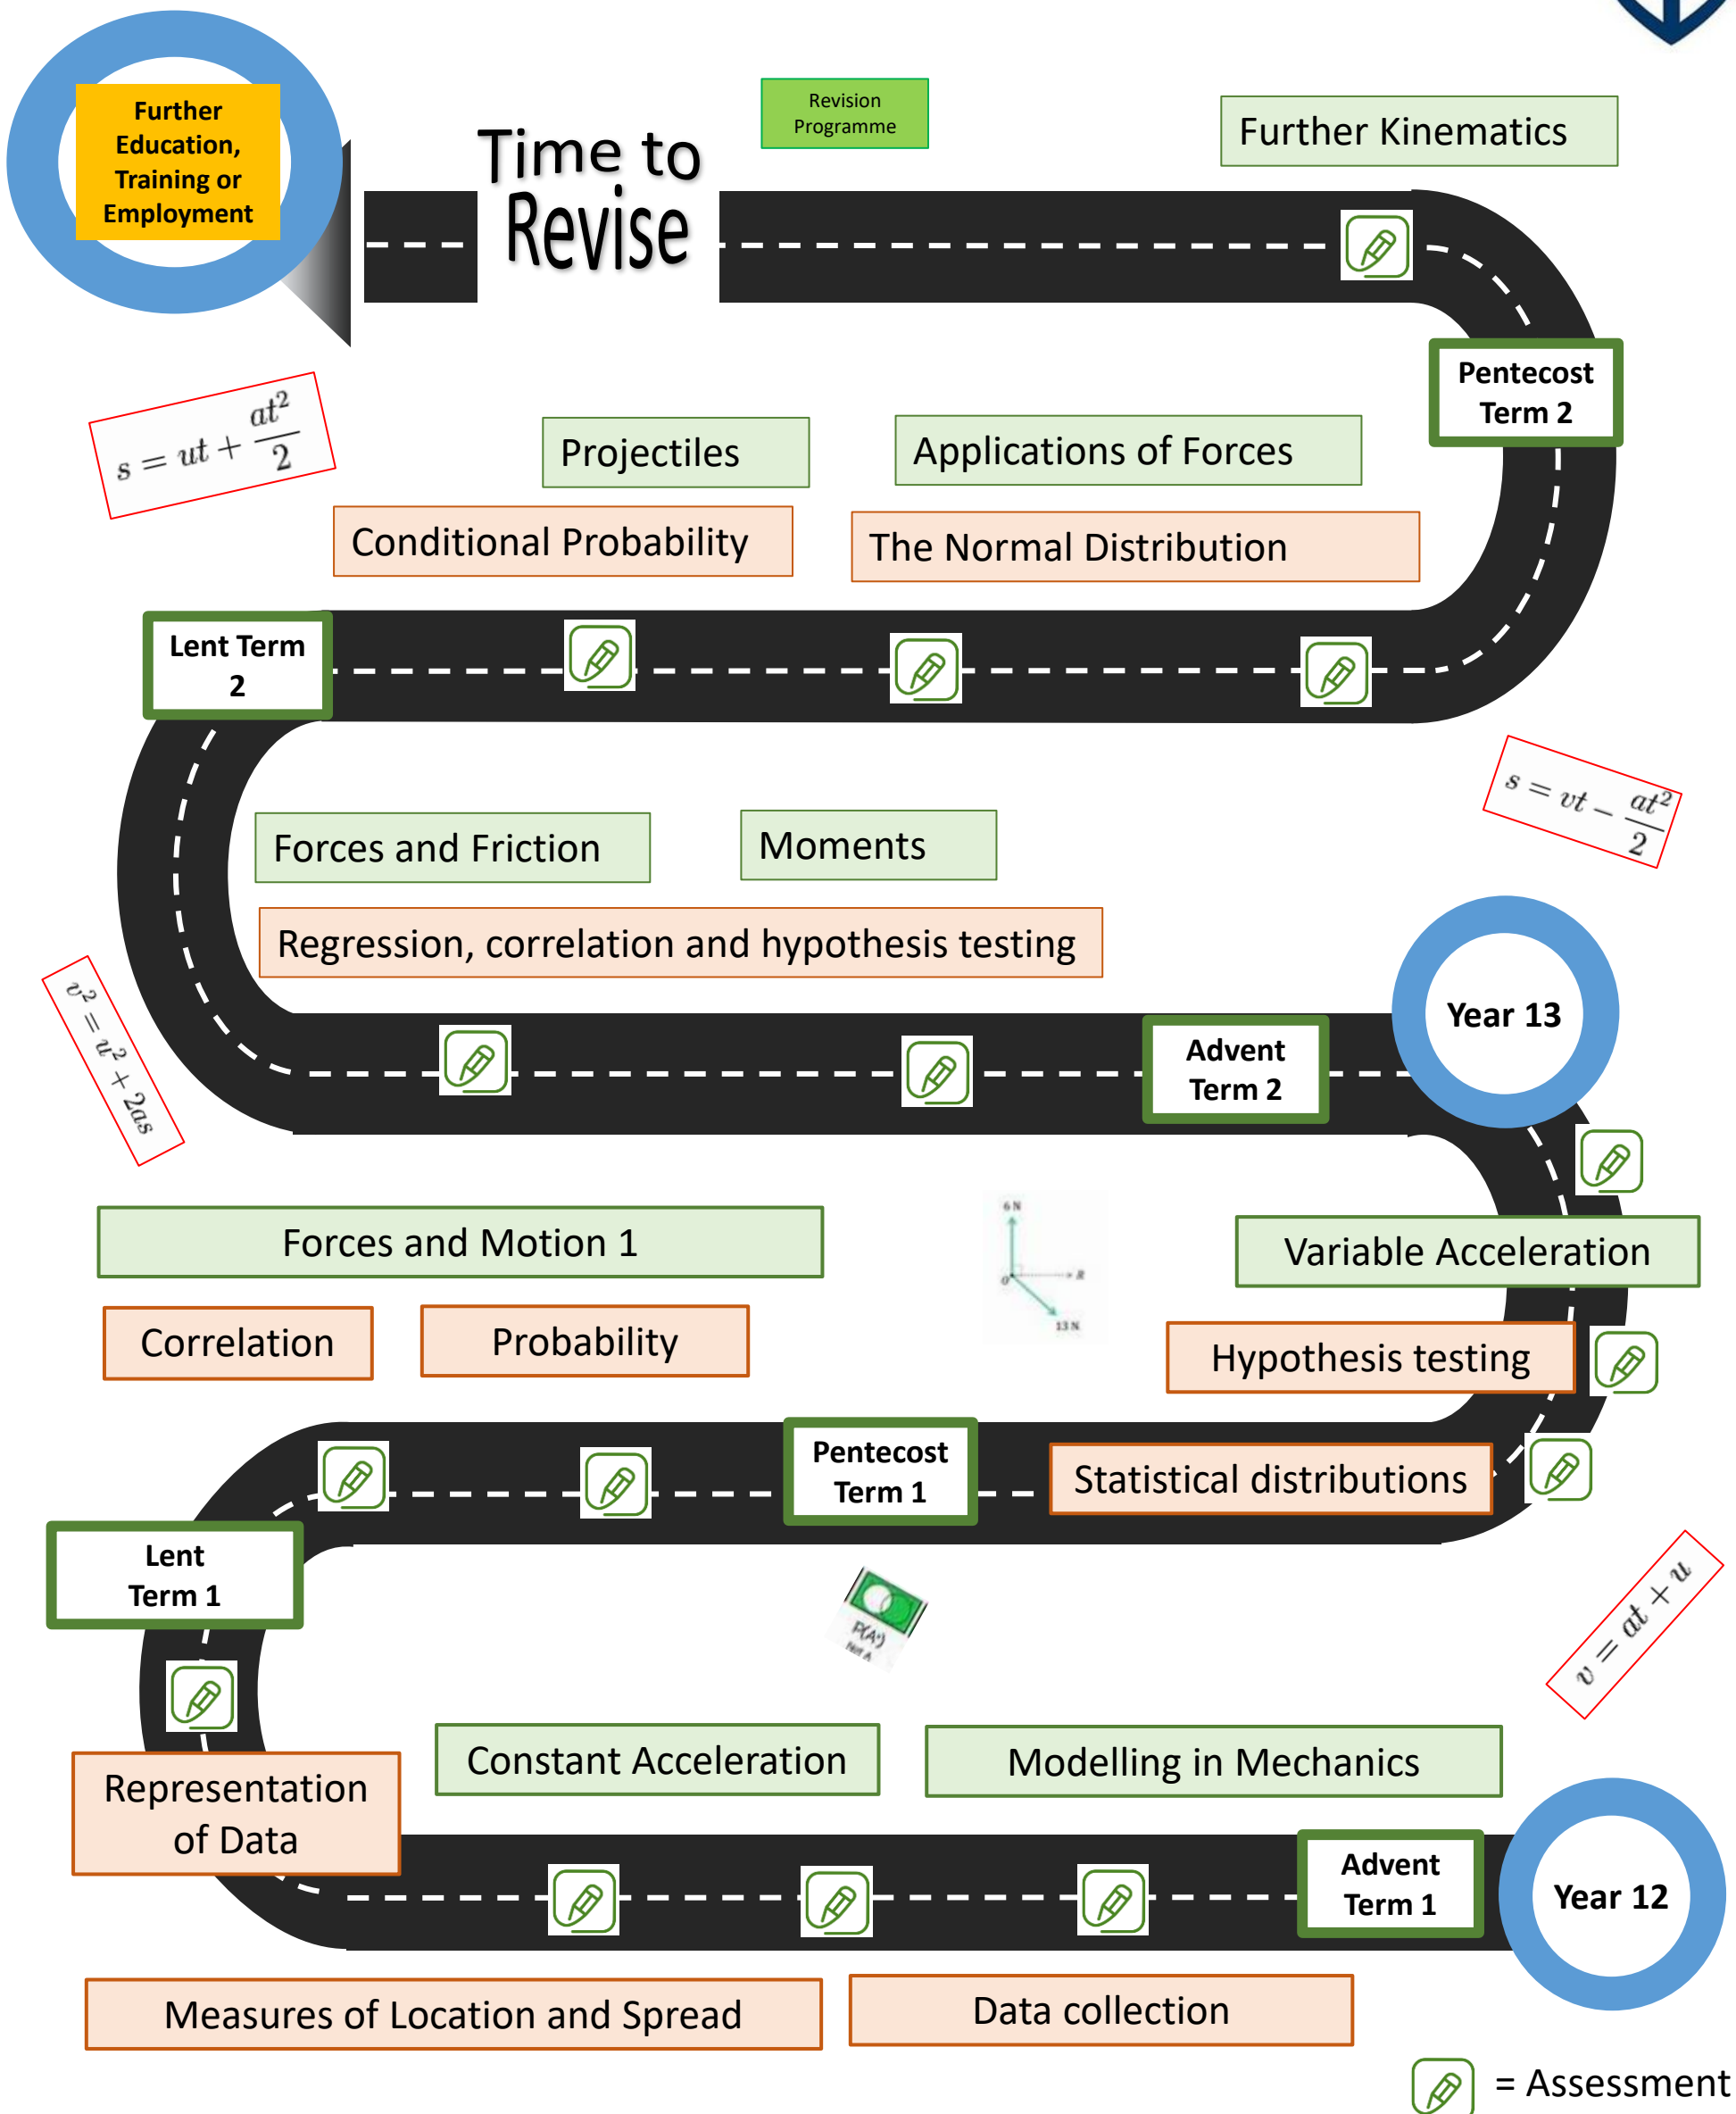 Further
Education,
Training or
Employment
Time to
Revise
Revision
Programme
Further Kinematics
Pentecost
Term 2
s = ut + at²/2
Projectiles
Applications of Forces
Conditional Probability
The Normal Distribution
Lent Term
2
s = vt − at²/2
Forces and Friction
Moments
Regression, correlation and hypothesis testing
Year 13
v² = u² + 2as
Advent
Term 2
Forces and Motion 1
6 N
O
R
13 N
Variable Acceleration
Correlation
Probability
Hypothesis testing
Pentecost
Term 1
Statistical distributions
Lent
Term 1
P(A')
Not A
v = at + u
Constant Acceleration
Modelling in Mechanics
Representation
of Data
Advent
Term 1
Year 12
Measures of Location and Spread
Data collection
= Assessment